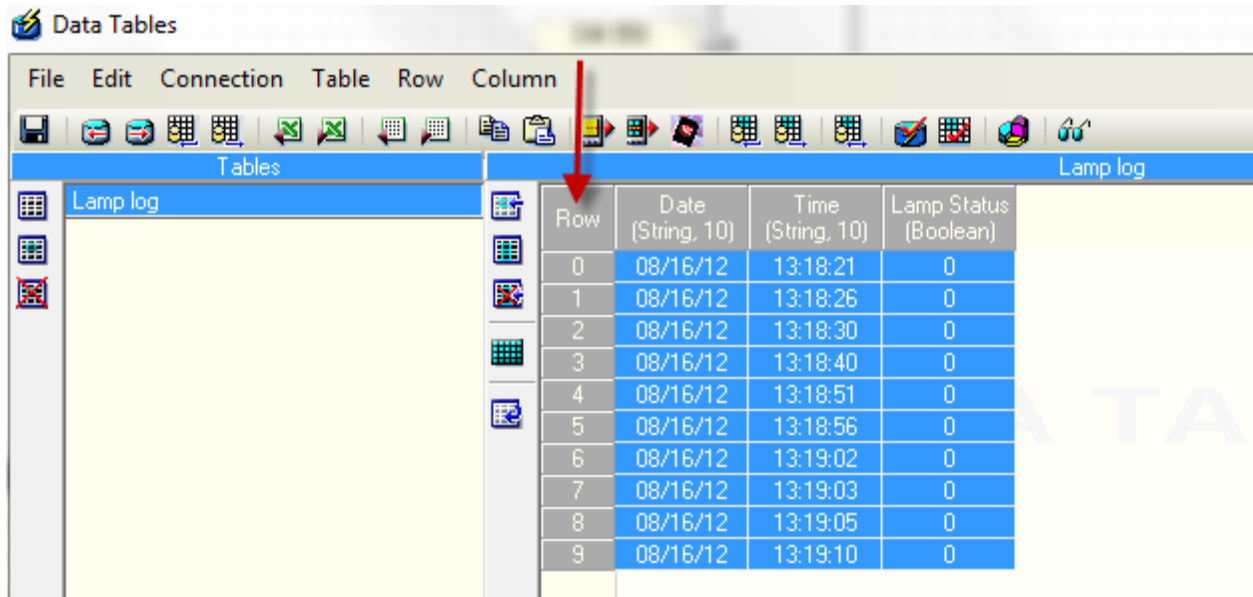 Data Tables
File Edit Connection Table Row Column
Tables
Lamp log
Lamp log
Row Date (String, 10) Time (String, 10) Lamp Status (Boolean)
0 08/16/12 13:18:21 0
1 08/16/12 13:18:26 0
2 08/16/12 13:18:30 0
3 08/16/12 13:18:40 0
4 08/16/12 13:18:51 0
5 08/16/12 13:18:56 0
6 08/16/12 13:19:02 0
7 08/16/12 13:19:03 0
8 08/16/12 13:19:05 0
9 08/16/12 13:19:10 0